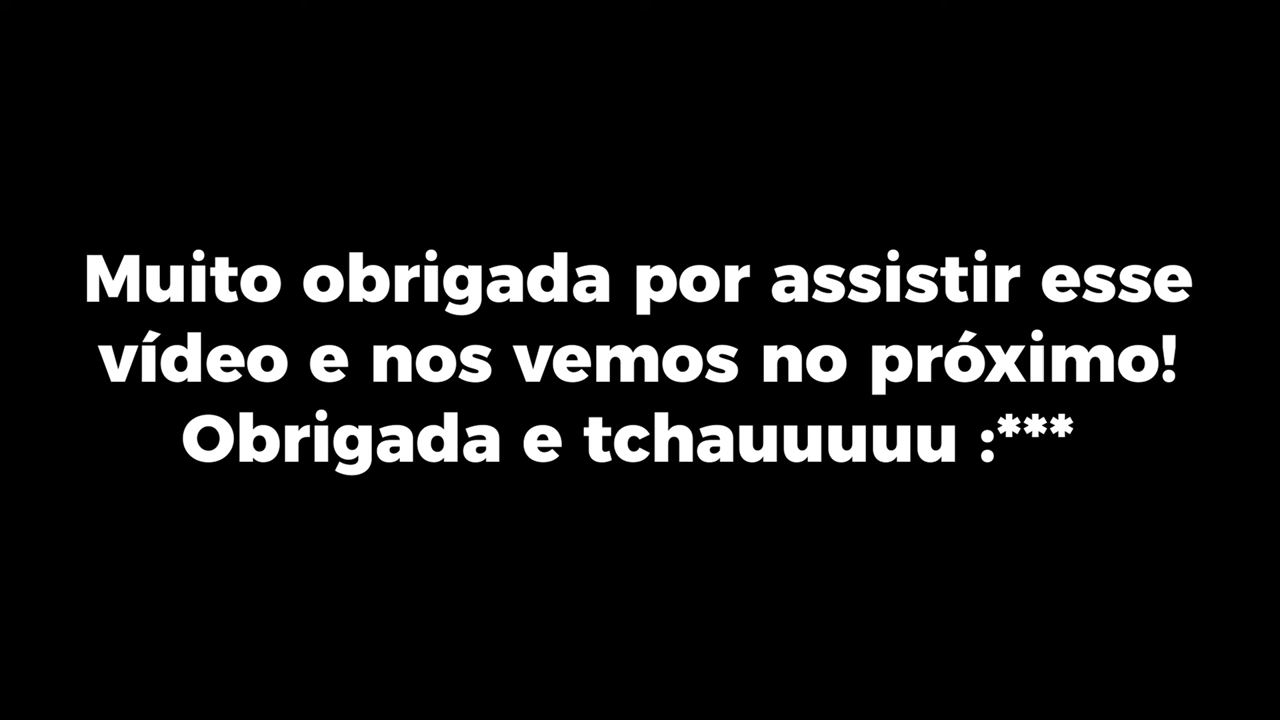 Muito obrigada por assistir esse
vídeo e nos vemos no próximo!
Obrigada e tchauuuuu :***